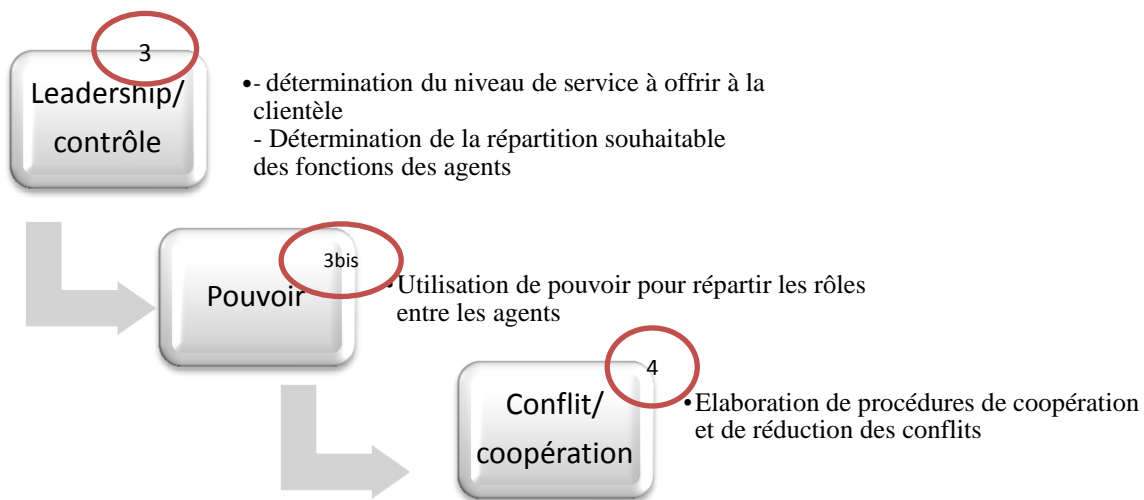 3
Leadership/
contrôle
•- détermination du niveau de service à offrir à la
clientèle
- Détermination de la répartition souhaitable
des fonctions des agents
3bis
Pouvoir
•Utilisation de pouvoir pour répartir les rôles
entre les agents
4
Conflit/
coopération
•Elaboration de procédures de coopération
et de réduction des conflits